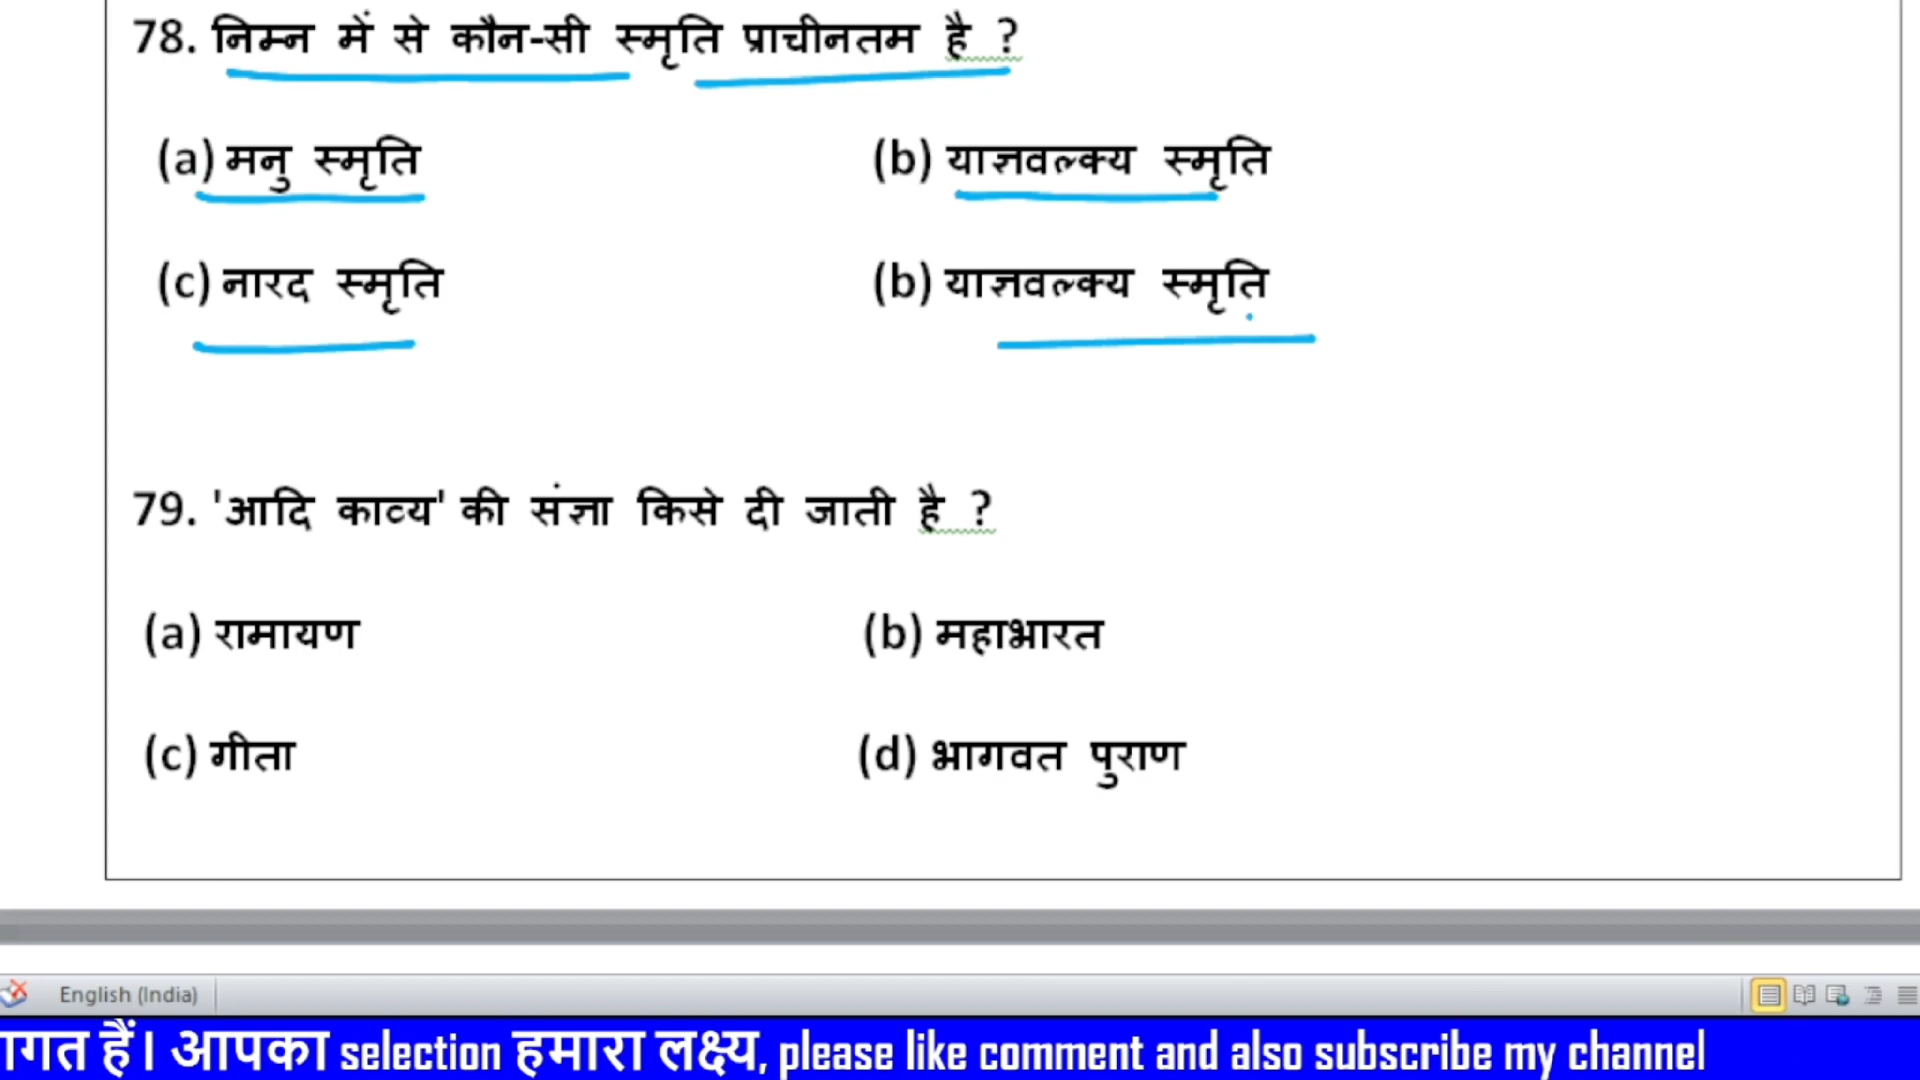 78. निम्न में से कौन-सी स्मृति प्राचीनतम है ?
(a) मनु स्मृति (b) याज्ञवल्क्य स्मृति
(c) नारद स्मृति (b) याज्ञवल्क्य स्मृति
79. 'आदि काव्य' की संज्ञा किसे दी जाती है ?
(a) रामायण (b) महाभारत
(c) गीता (d) भागवत पुराण
English (India)
हैं। आपका selection हमारा लक्ष्य, please like comment and also subscribe my channel